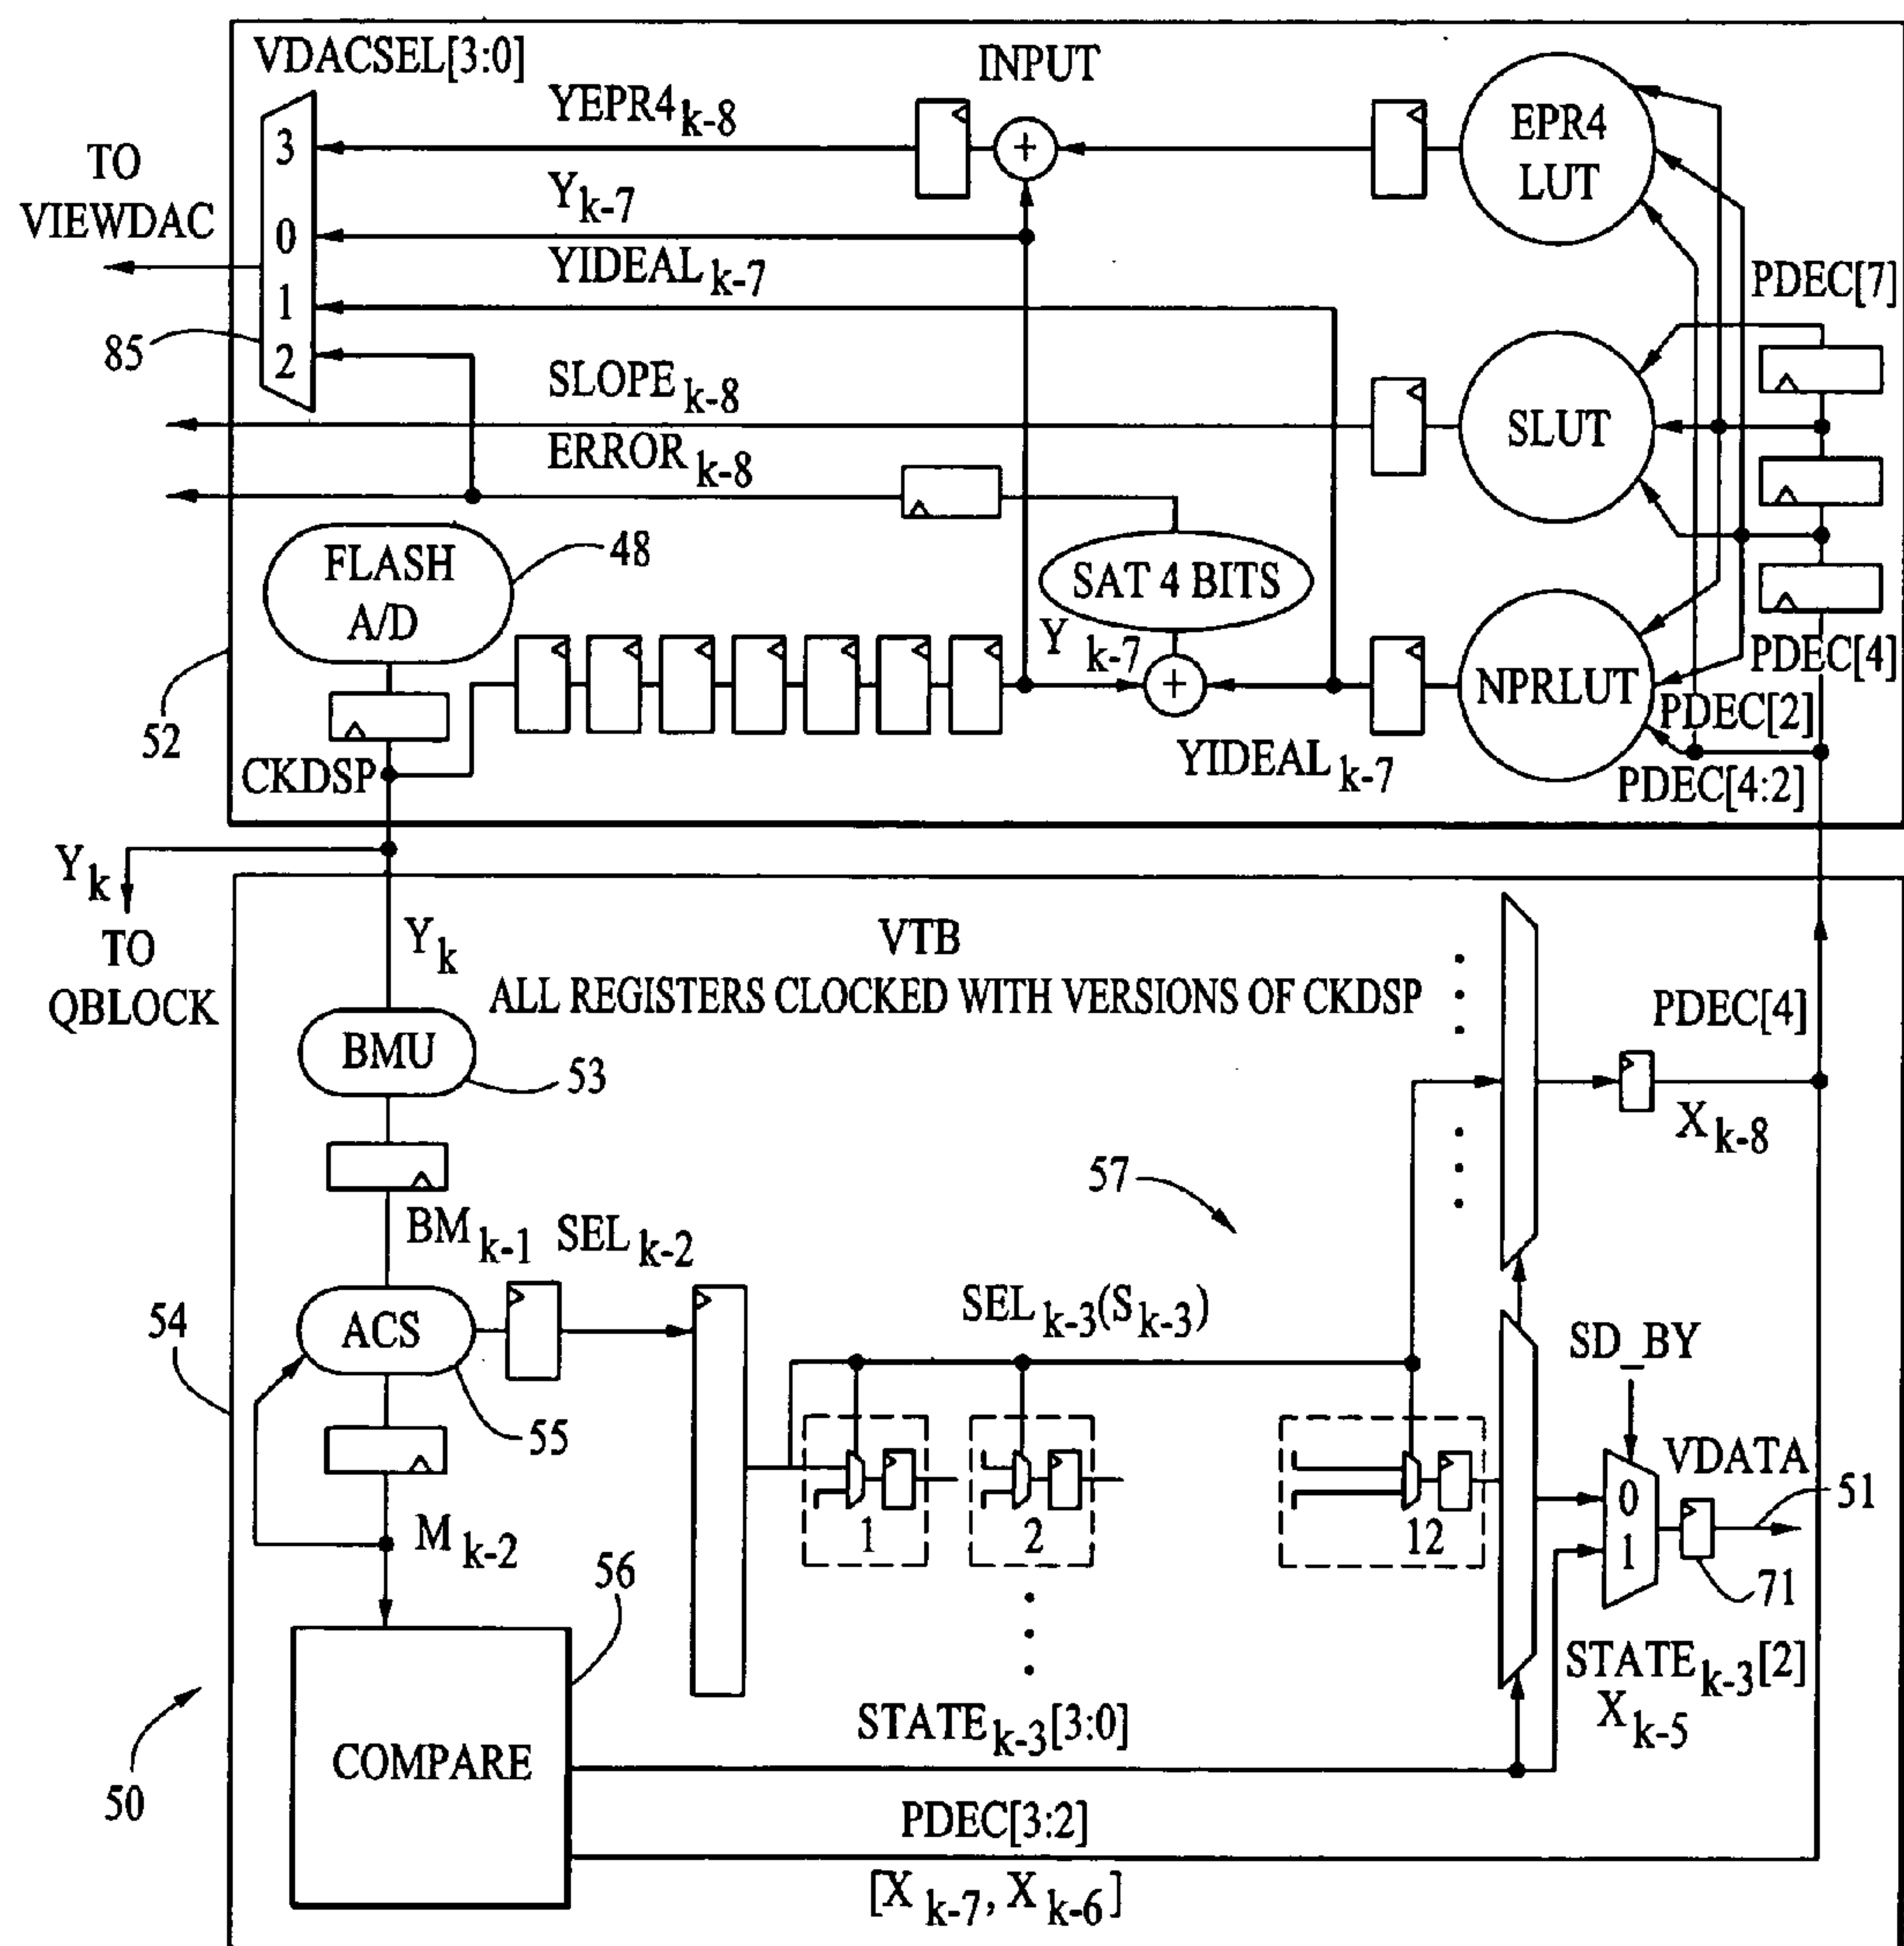 VDACSEL[3:0]
INPUT
YEPR4k-8
EPR4
LUT
3
+
TO
VIEWDAC
Yk-7
0
YIDEALk-7
PDEC[7]
1
85
2
SLOPEk-8
SLUT
ERRORk-8
FLASH
A/D
48
SAT 4 BITS
Yk-7
PDEC[4]
52
+
NPRLUT
PDEC[2]
CKDSP
YIDEALk-7
PDEC[4:2]
Yk
TO
QBLOCK
Yk
VTB
ALL REGISTERS CLOCKED WITH VERSIONS OF CKDSP
PDEC[4]
BMU
53
Xk-8
57
BMk-1
SELk-2
54
ACS
SELk-3(Sk-3)
SD_BY
55
VDATA
51
0
1
2
12
1
Mk-2
56
71
STATEk-3[2]
Xk-5
STATEk-3[3:0]
COMPARE
50
PDEC[3:2]
[Xk-7, Xk-6]